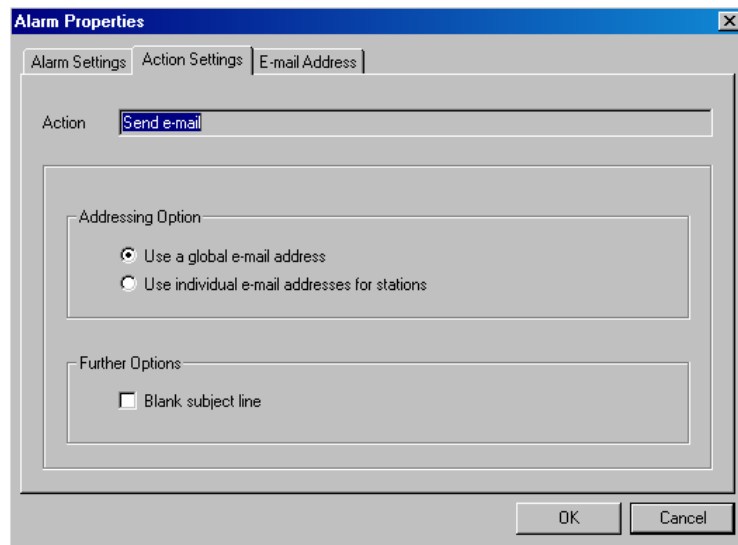 Alarm Properties
Alarm Settings Action Settings E-mail Address
Action Send e-mail
Addressing Option
Use a global e-mail address
Use individual e-mail addresses for stations
Further Options
Blank subject line
OK Cancel